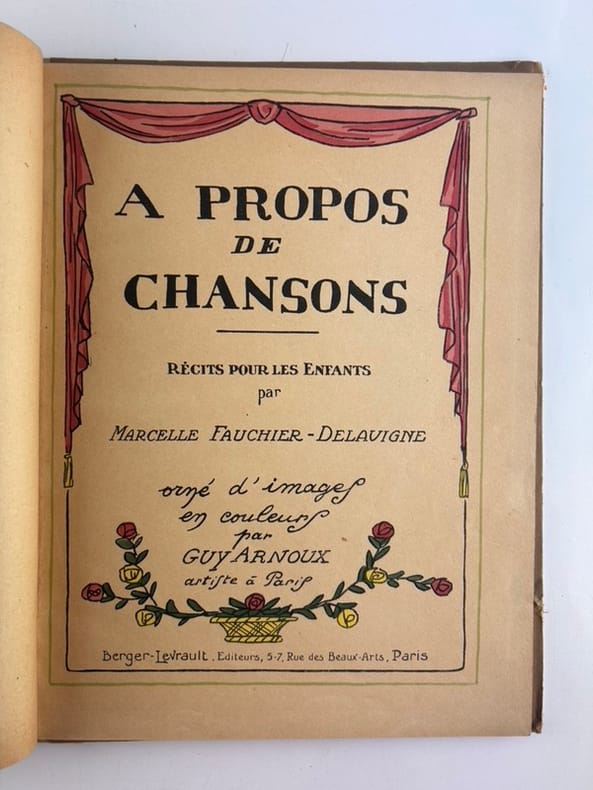 A PROPOS
DE
CHANSONS
RÉCITS POUR LES ENFANTS
par
MARCELLE FAUCHIER-DELAVIGNE
orné d'images
en couleurs
par
GUY ARNOUX
artiste à Paris
Berger-Levrault, Editeurs, 5-7, Rue des Beaux-Arts, Paris